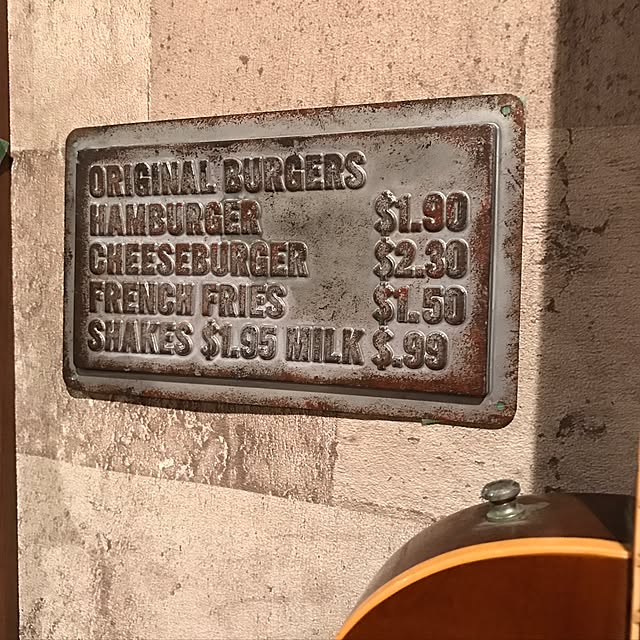 ORIGINAL BURGERS
HAMBURGER $1.90
CHEESEBURGER $2.30
FRENCH FRIES $1.50
SHAKES $1.95 MILK $.99